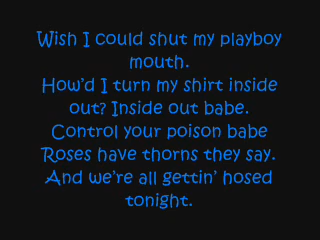 Wish I could shut my playboy
mouth.
How'd I turn my shirt inside
out? Inside out babe.
Control your poison babe
Roses have thorns they say.
And we're all gettin' hosed
tonight.